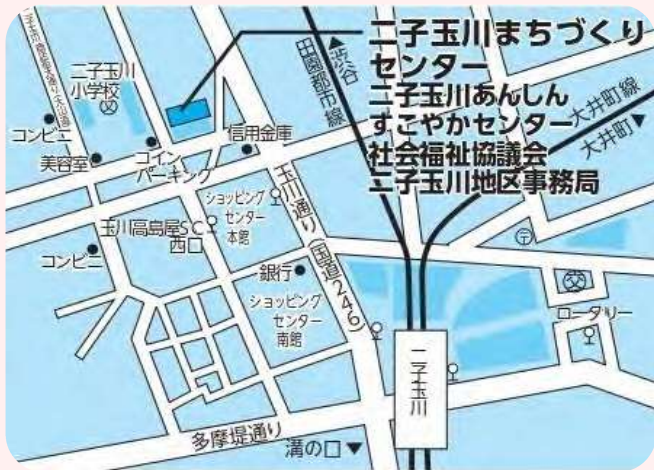 二子玉川まちづくり
センター
二子玉川あんしん
すこやかセンター
社会福祉協議会
二子玉川地区事務局
▲渋谷
田園都市線
大井町線
大井町▼
二子玉川
小学校
コンビニ
美容室
コイン
パーキング
信用金庫
ショッピング
センター
本館
玉川通り(国道246)
玉川高島屋SC
西口
コンビニ
銀行
ショッピング
センター
南館
ロータリー
二子玉川
多摩堤通り
溝の口▼